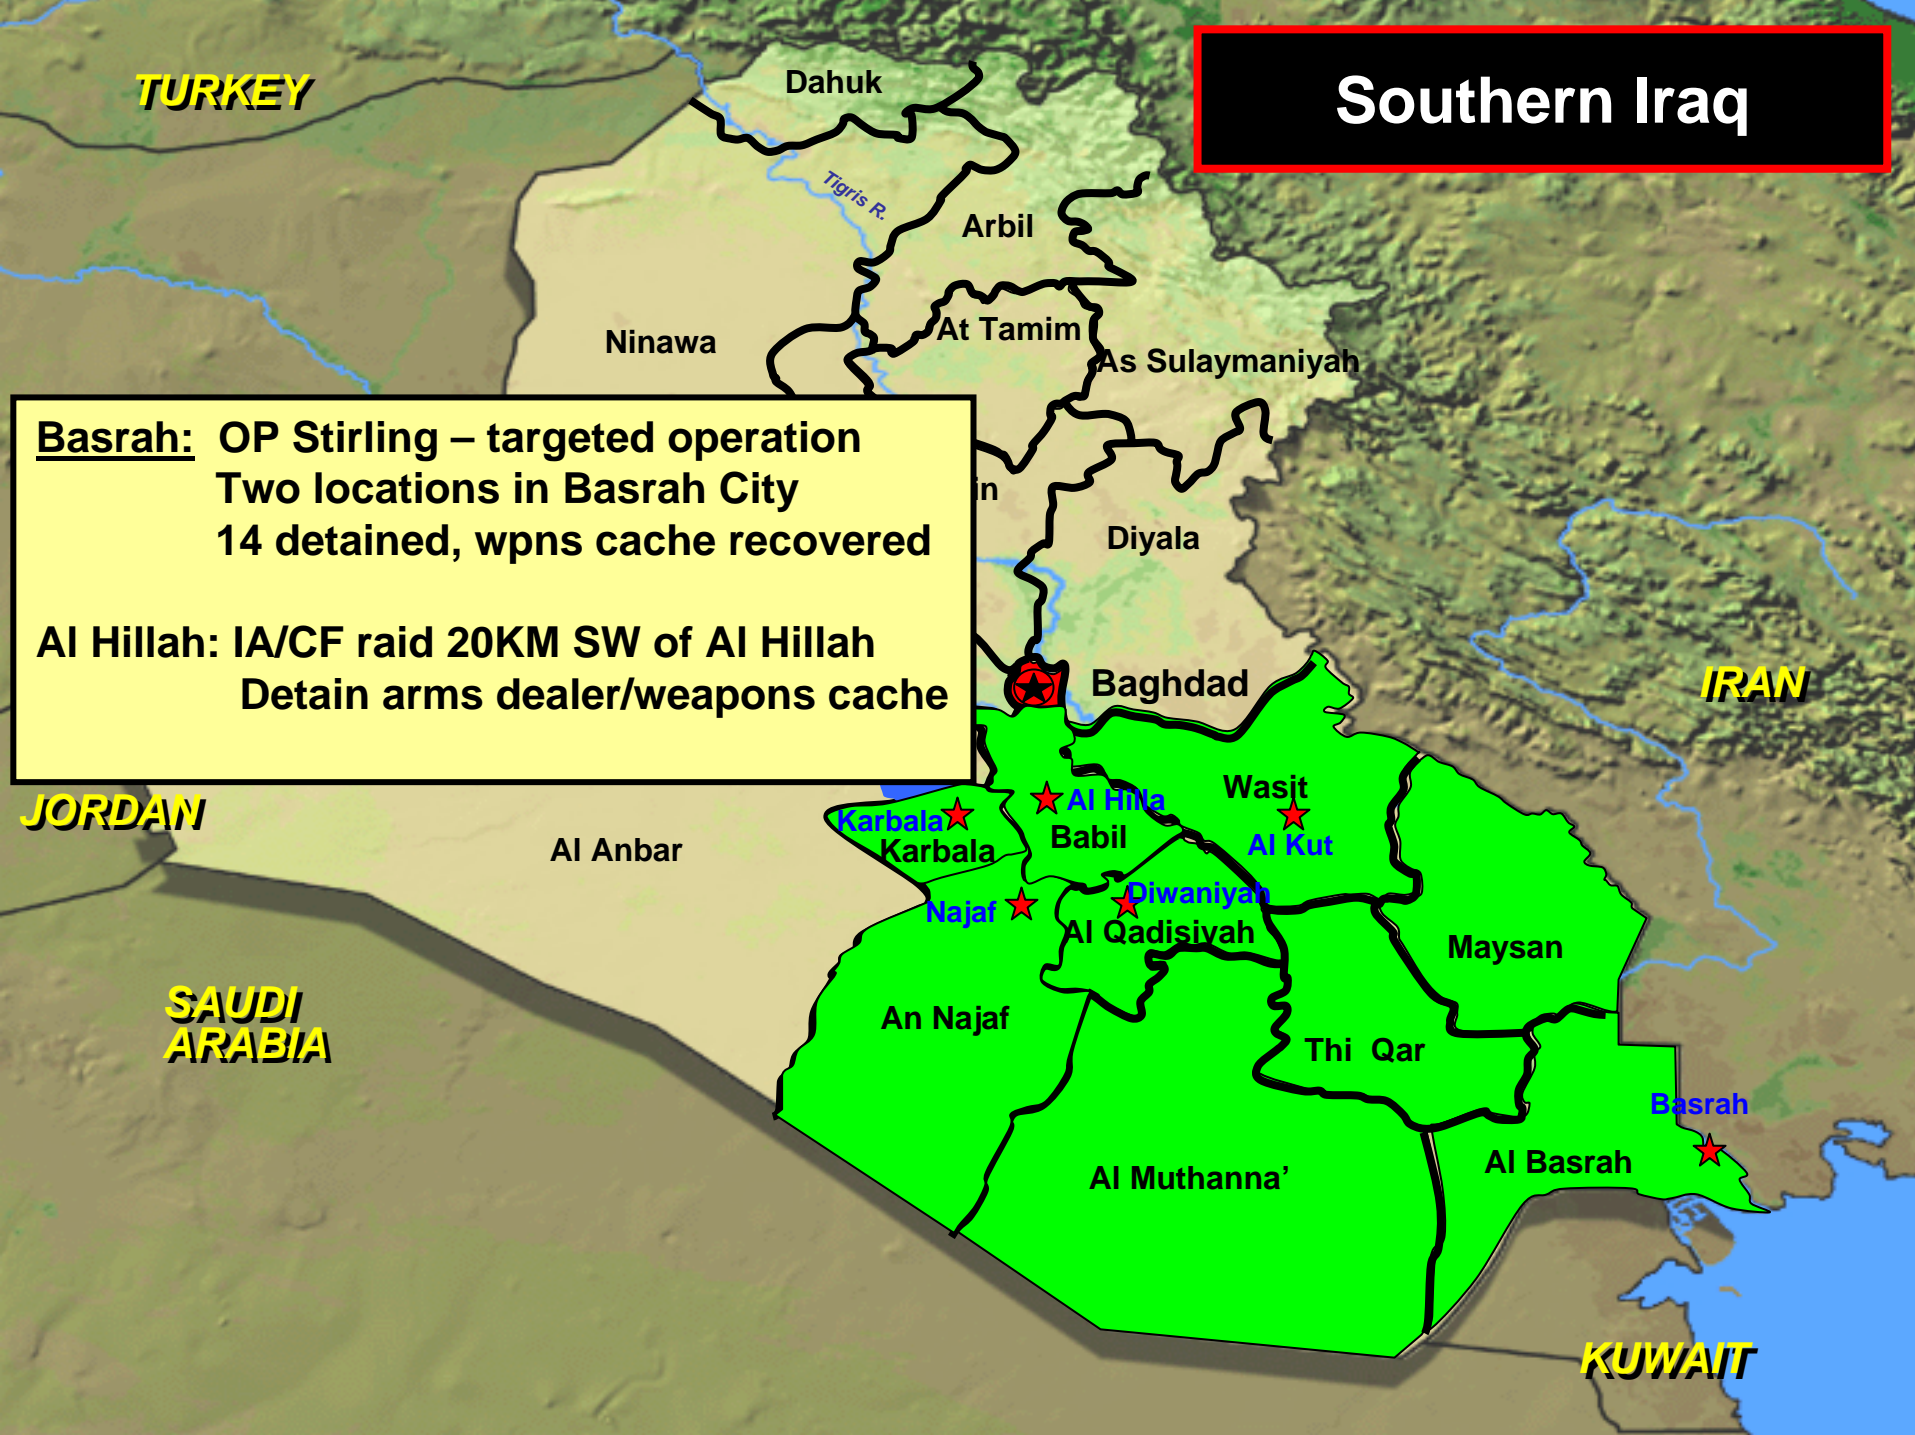 Southern Iraq
TURKEY
Dahuk
Tigris R.
Arbil
Ninawa
At Tamim
As Sulaymaniyah
Basrah: OP Stirling – targeted operation
Two locations in Basrah City
14 detained, wpns cache recovered
Al Hillah: IA/CF raid 20KM SW of Al Hillah
Detain arms dealer/weapons cache
in
Diyala
Baghdad
IRAN
JORDAN
Al Anbar
Karbala
Karbala
Al Hilla
Babil
Wasit
Al Kut
Najaf
Diwaniyah
Al Qadisiyah
Maysan
SAUDI
ARABIA
An Najaf
Thi Qar
Basrah
Al Basrah
Al Muthanna’
KUWAIT